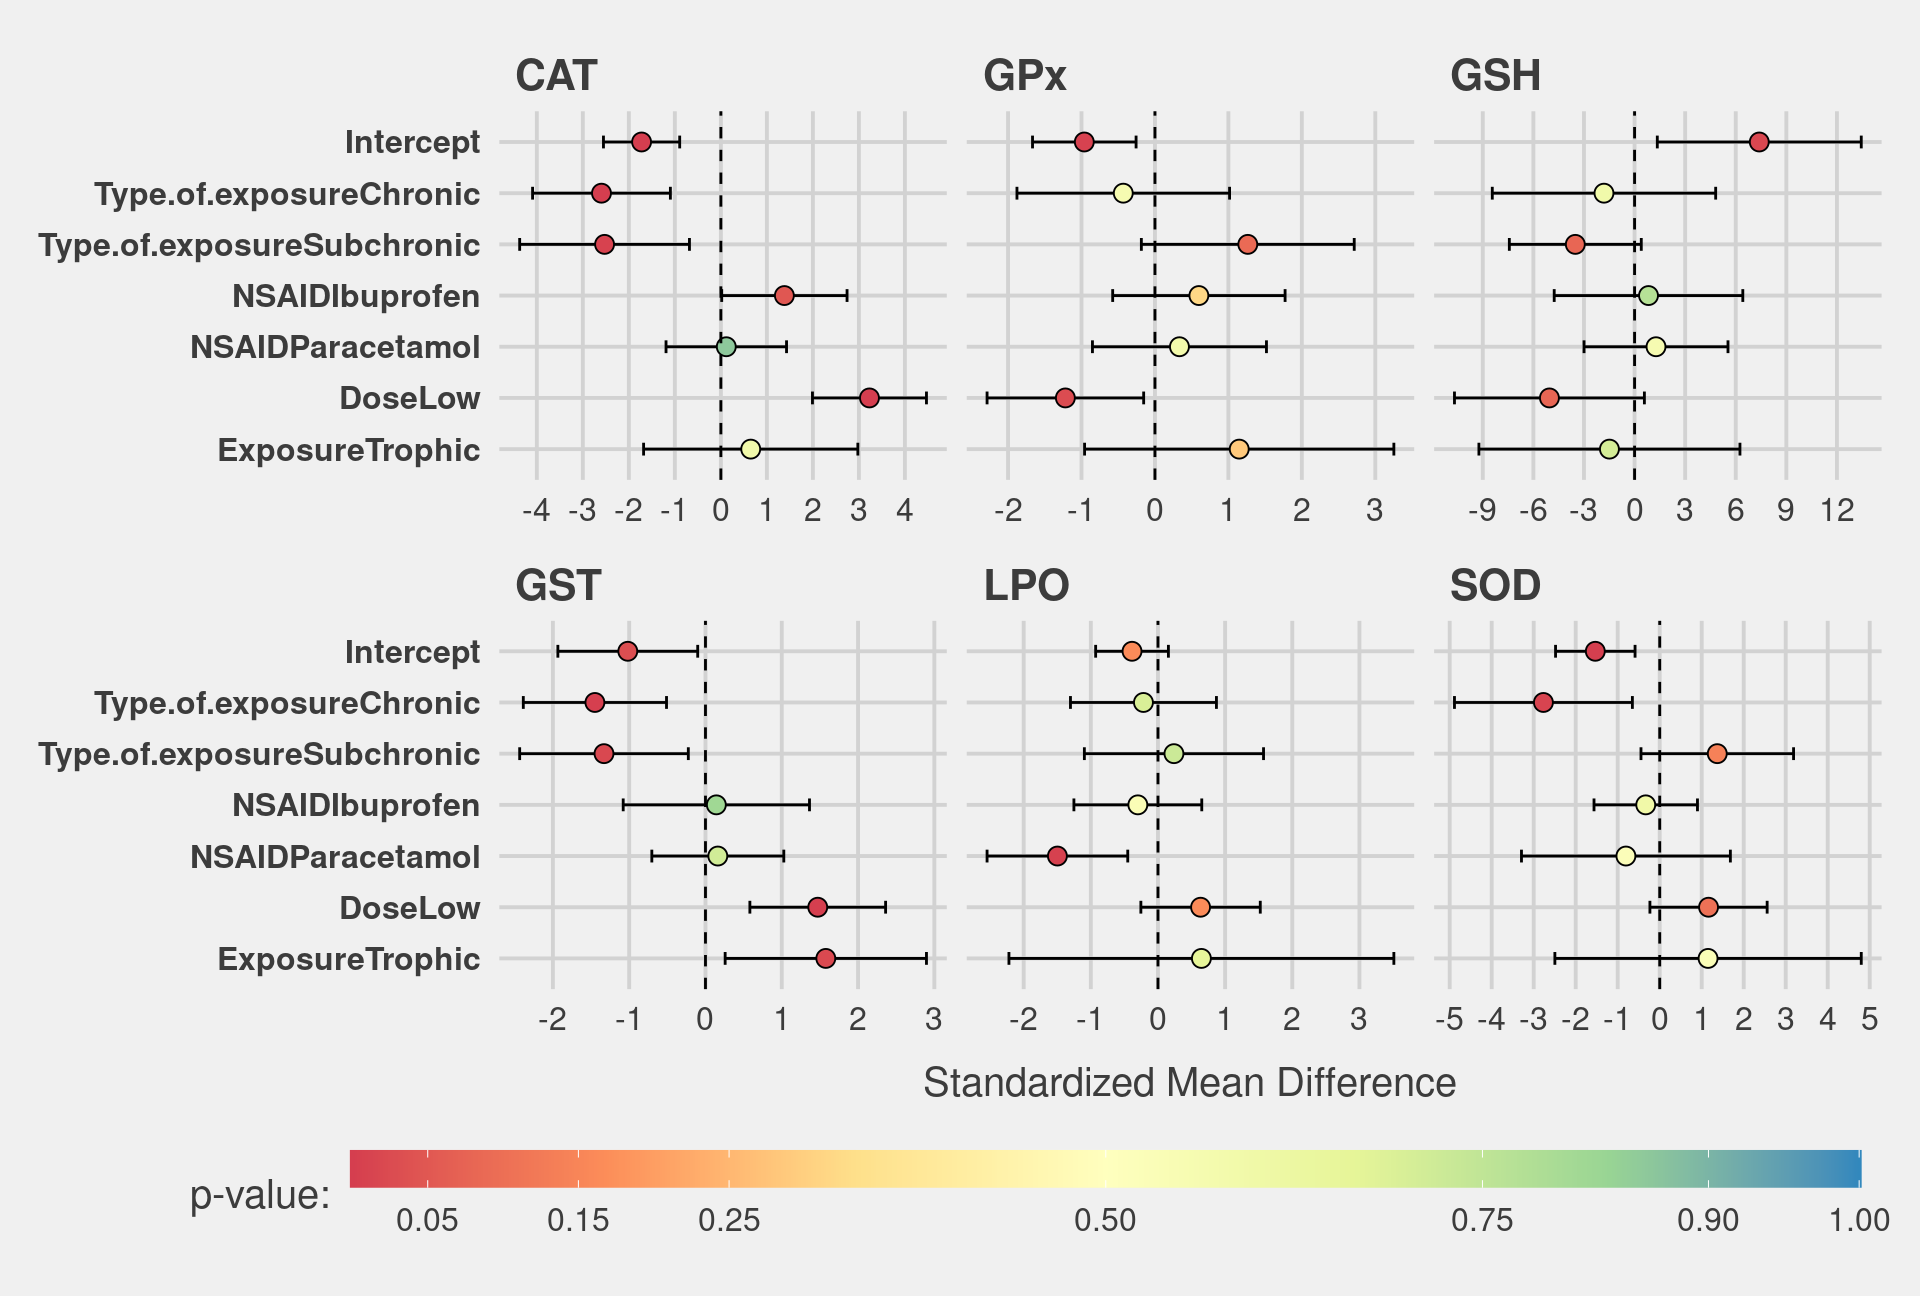 CAT GPx GSH
Intercept
Type.of.exposureChronic
Type.of.exposureSubchronic
NSAIDIbuprofen
NSAIDParacetamol
DoseLow
ExposureTrophic
-4 -3 -2 -1 0 1 2 3 4 -2 -1 0 1 2 3 -9 -6 -3 0 3 6 9 12
GST LPO SOD
Intercept
Type.of.exposureChronic
Type.of.exposureSubchronic
NSAIDIbuprofen
NSAIDParacetamol
DoseLow
ExposureTrophic
-2 -1 0 1 2 3 -2 -1 0 1 2 3 -5 -4 -3 -2 -1 0 1 2 3 4 5
Standardized Mean Difference
p-value:
0.05 0.15 0.25 0.50 0.75 0.90 1.00